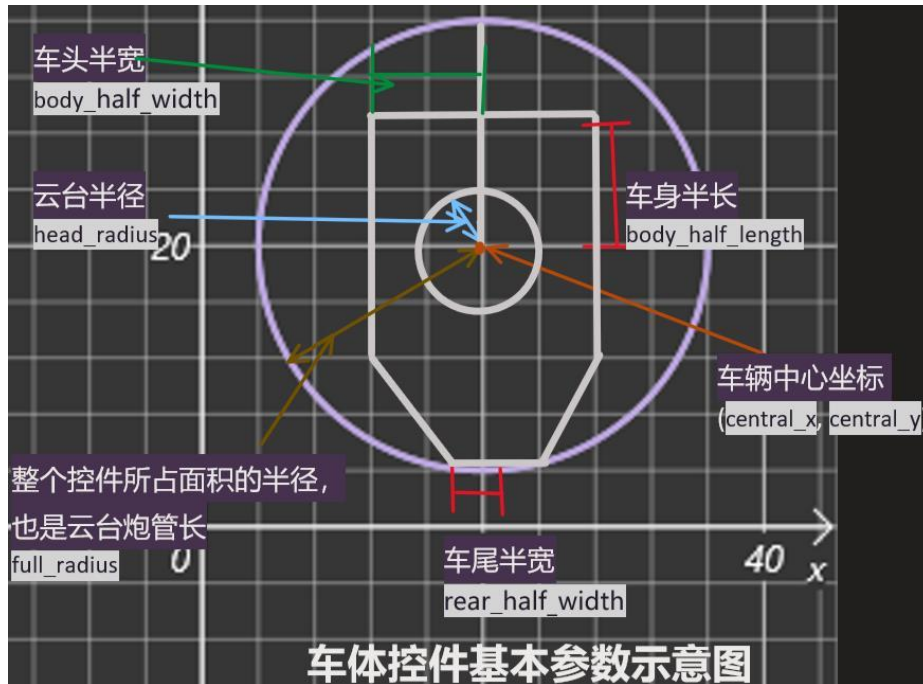 车头半宽
body_half_width
云台半径
head_radius
车身半长
body_half_length
20
车辆中心坐标
(central_x, central_y
整个控件所占面积的半径，
也是云台炮管长
full_radius
0
40
x
车尾半宽
rear_half_width
车体控件基本参数示意图